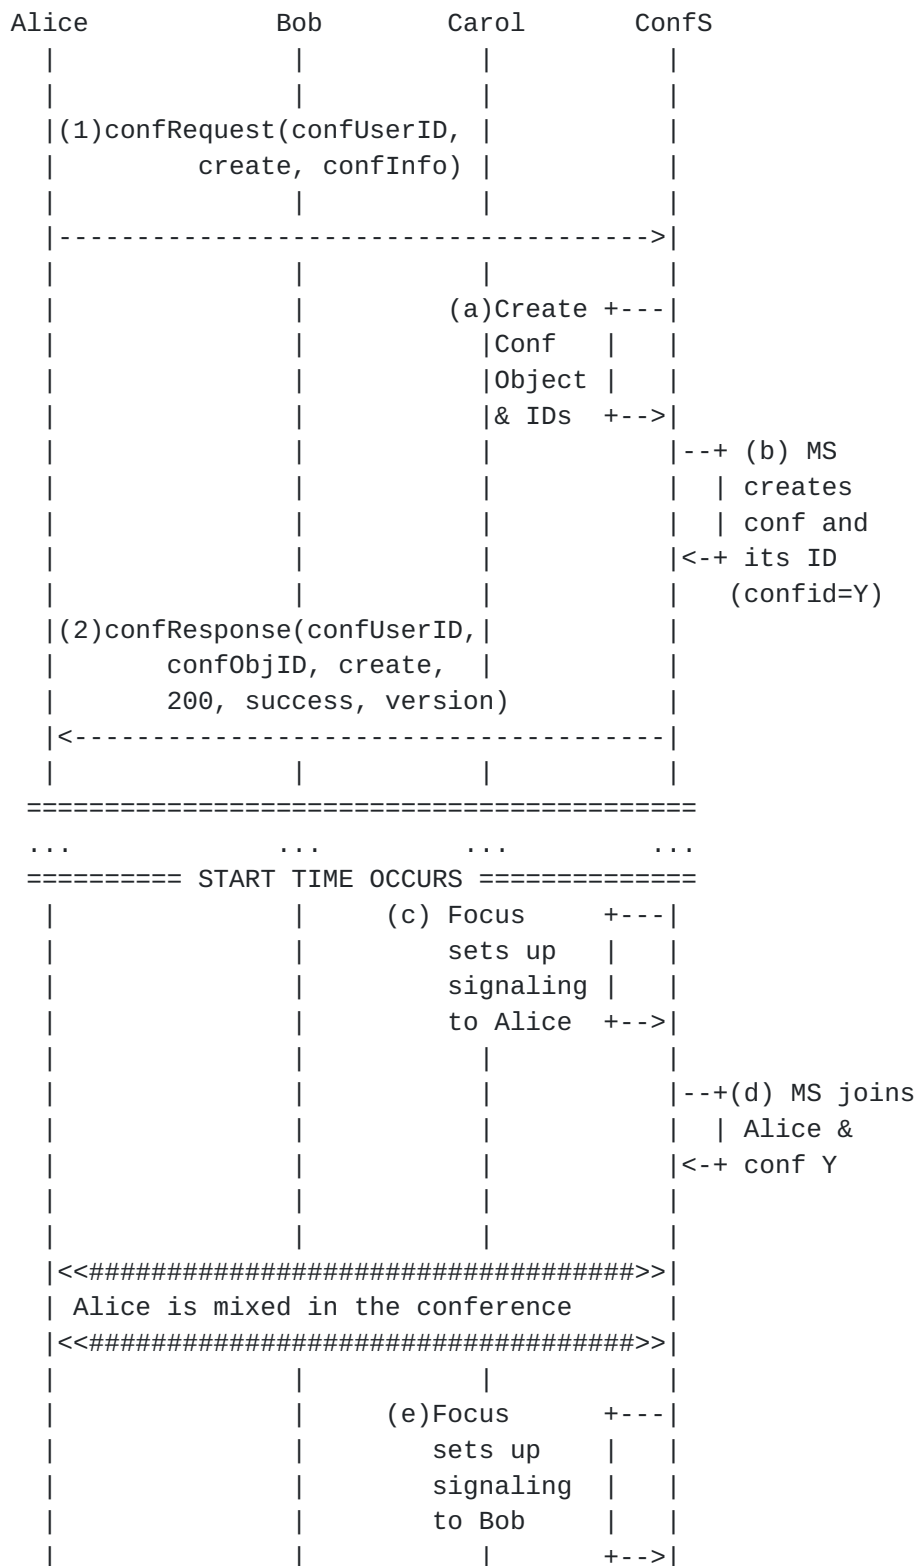 Alice Bob Carol ConfS
| | | |
| | | |
|(1)confRequest(confUserID, | |
| create, confInfo) | |
| | | |
|-------------------------------------->|
| | | |
| | (a)Create +---|
| | |Conf | |
| | |Object | |
| | |& IDs +-->|
| | | |--+ (b) MS
| | | | | creates
| | | | | conf and
| | | |<-+ its ID
| | | | (confid=Y)
|(2)confResponse(confUserID,| |
| confObjID, create, | |
| 200, success, version) |
|<--------------------------------------|
| | | |
===========================================
... ... ... ...
========== START TIME OCCURS ==============
| | (c) Focus +---|
| | sets up | |
| | signaling | |
| | to Alice +-->|
| | | |
| | | |--+(d) MS joins
| | | | | Alice &
| | | |<-+ conf Y
| | | |
| | | |
|<<###################################>>|
| Alice is mixed in the conference |
|<<###################################>>|
| | | |
| | (e)Focus +---|
| | sets up | |
| | signaling | |
| | to Bob | |
| | | +-->|